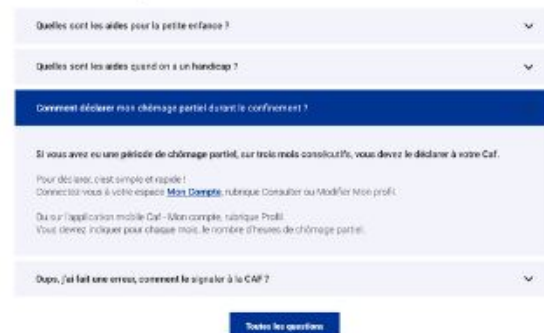 Quelles sont les aides pour la petite enfance ?
Quelles sont les aides quand on a un handicap ?
Comment déclarer mon chômage partiel durant le confinement ?
Si vous avez eu une période de chômage partiel, sur trois mois consécutifs, vous devez le déclarer à votre Caf.
Pour déclarer, c'est simple et rapide !
Connectez-vous à votre espace Mon Compte, rubrique Consulter ou Modifier Mon profil.
Ou sur l'application mobile Caf - Mon compte, rubrique Profil.
Vous devrez indiquer pour chaque mois, le nombre d'heures de chômage partiel.
Oups, j'ai fait une erreur, comment le signaler à la CAF ?
Toutes les questions